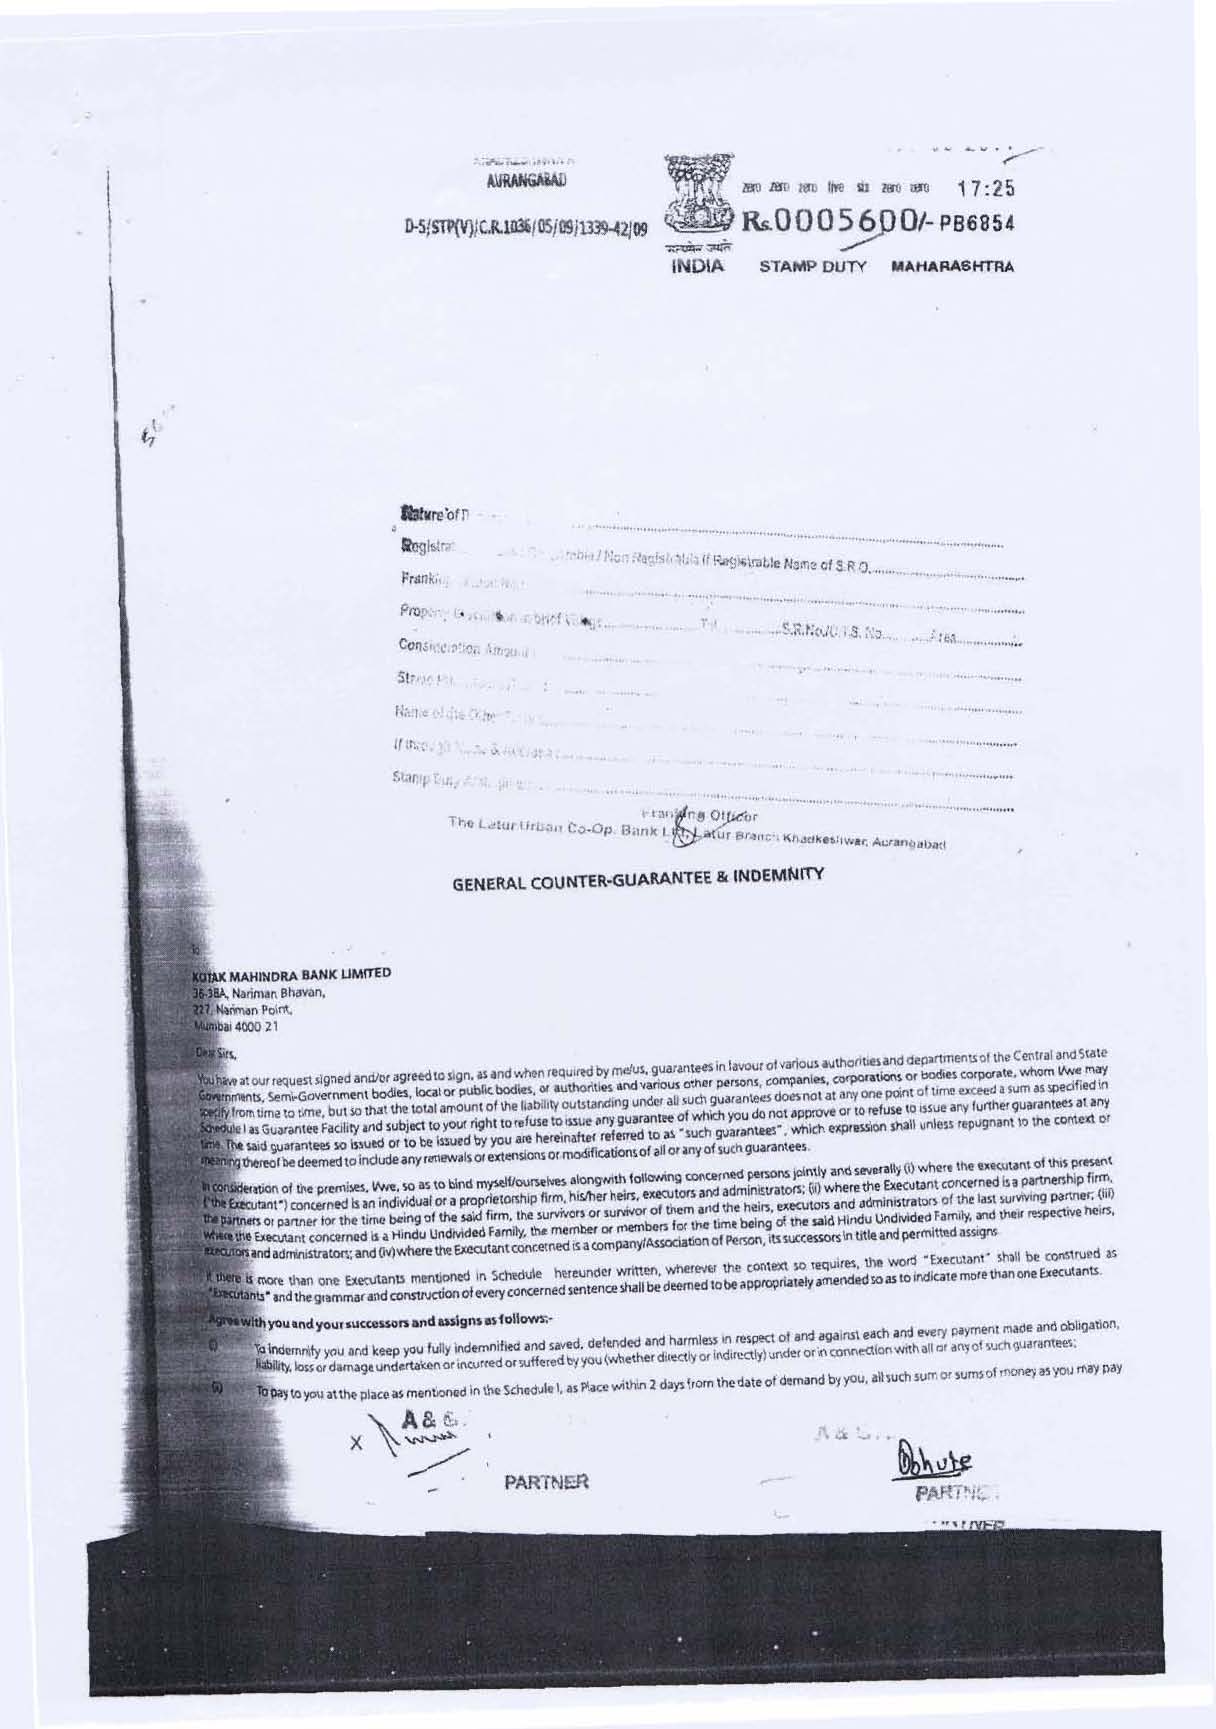 AURANGABAD
zero zero zero five six zero zero 17:25
D-5/STP(V)/C.R.1036/05/09/1339-42/09
Rs.0005600/- PB6854
सत्यमेव जयते
INDIA STAMP DUTY MAHARASHTRA
Nature of
Registrable / Non Registrable If Registrable Name of S.R.O.
Franking
Property in brief S.R.No./C.T.S. No. Area
Consideration Amount
Name of the Other
If through Name &
Stamp Duty
Franking Officer
The Latur Urban Co-Op. Bank Ltd, Latur Branch Khadkeshwar, Aurangabad
GENERAL COUNTER-GUARANTEE & INDEMNITY
To
KOTAK MAHINDRA BANK LIMITED
36-38A, Nariman Bhavan,
227, Nariman Point,
Mumbai 4000 21
Dear Sirs,
You have at our request signed and/or agreed to sign, as and when required by me/us, guarantees in favour of various authorities and departments of the Central and State
Governments, Semi-Government bodies, local or public bodies, or authorities and various other persons, companies, corporations or bodies corporate, whom I/we may
specify from time to time, but so that the total amount of the liability outstanding under all such guarantees does not at any one point of time exceed a sum as specified in
Schedule I as Guarantee Facility and subject to your right to refuse to issue any guarantee of which you do not approve or to refuse to issue any further guarantees at any
time. The said guarantees so issued or to be issued by you are hereinafter referred to as "such guarantees", which expression shall unless repugnant to the context or
meaning thereof be deemed to include any renewals or extensions or modifications of all or any of such guarantees.
In consideration of the premises, I/we, so as to bind myself/ourselves alongwith following concerned persons jointly and severally (i) where the executant of this present
("the Executant") concerned is an individual or a proprietorship firm, his/her heirs, executors and administrators; (ii) where the Executant concerned is a partnership firm,
the partners or partner for the time being of the said firm, the survivors or survivor of them and the heirs, executors and administrators of the last surviving partner; (iii)
where the Executant concerned is a Hindu Undivided Family, the member or members for the time being of the said Hindu Undivided Family, and their respective heirs,
executors and administrators; and (iv) where the Executant concerned is a company/Association of Person, its successors in title and permitted assigns.
If there is more than one Executants mentioned in Schedule hereunder written, wherever the context so requires, the word "Executant" shall be construed as
"Executants" and the grammar and construction of every concerned sentence shall be deemed to be appropriately amended so as to indicate more than one Executants.
Agree with you and your successors and assigns as follows:-
i) To indemnify you and keep you fully indemnified and saved, defended and harmless in respect of and against each and every payment made and obligation,
liability, loss or damage undertaken or incurred or suffered by you (whether directly or indirectly) under or in connection with all or any of such guarantees;
ii) To pay to you at the place as mentioned in the Schedule I, as Place within 2 days from the date of demand by you, all such sum or sums of money as you may pay
A & C.
X
PARTNER